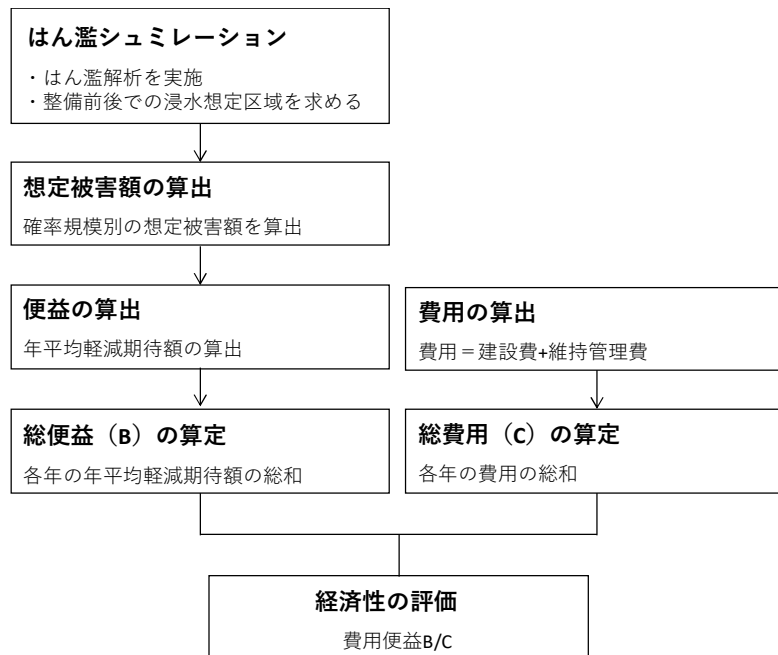 はん濫シュミレーション
・はん濫解析を実施
・整備前後での浸水想定区域を求める
想定被害額の算出
確率規模別の想定被害額を算出
便益の算出
年平均軽減期待額の算出
費用の算出
費用＝建設費+維持管理費
総便益（B）の算定
各年の年平均軽減期待額の総和
総費用（C）の算定
各年の費用の総和
経済性の評価
費用便益B/C